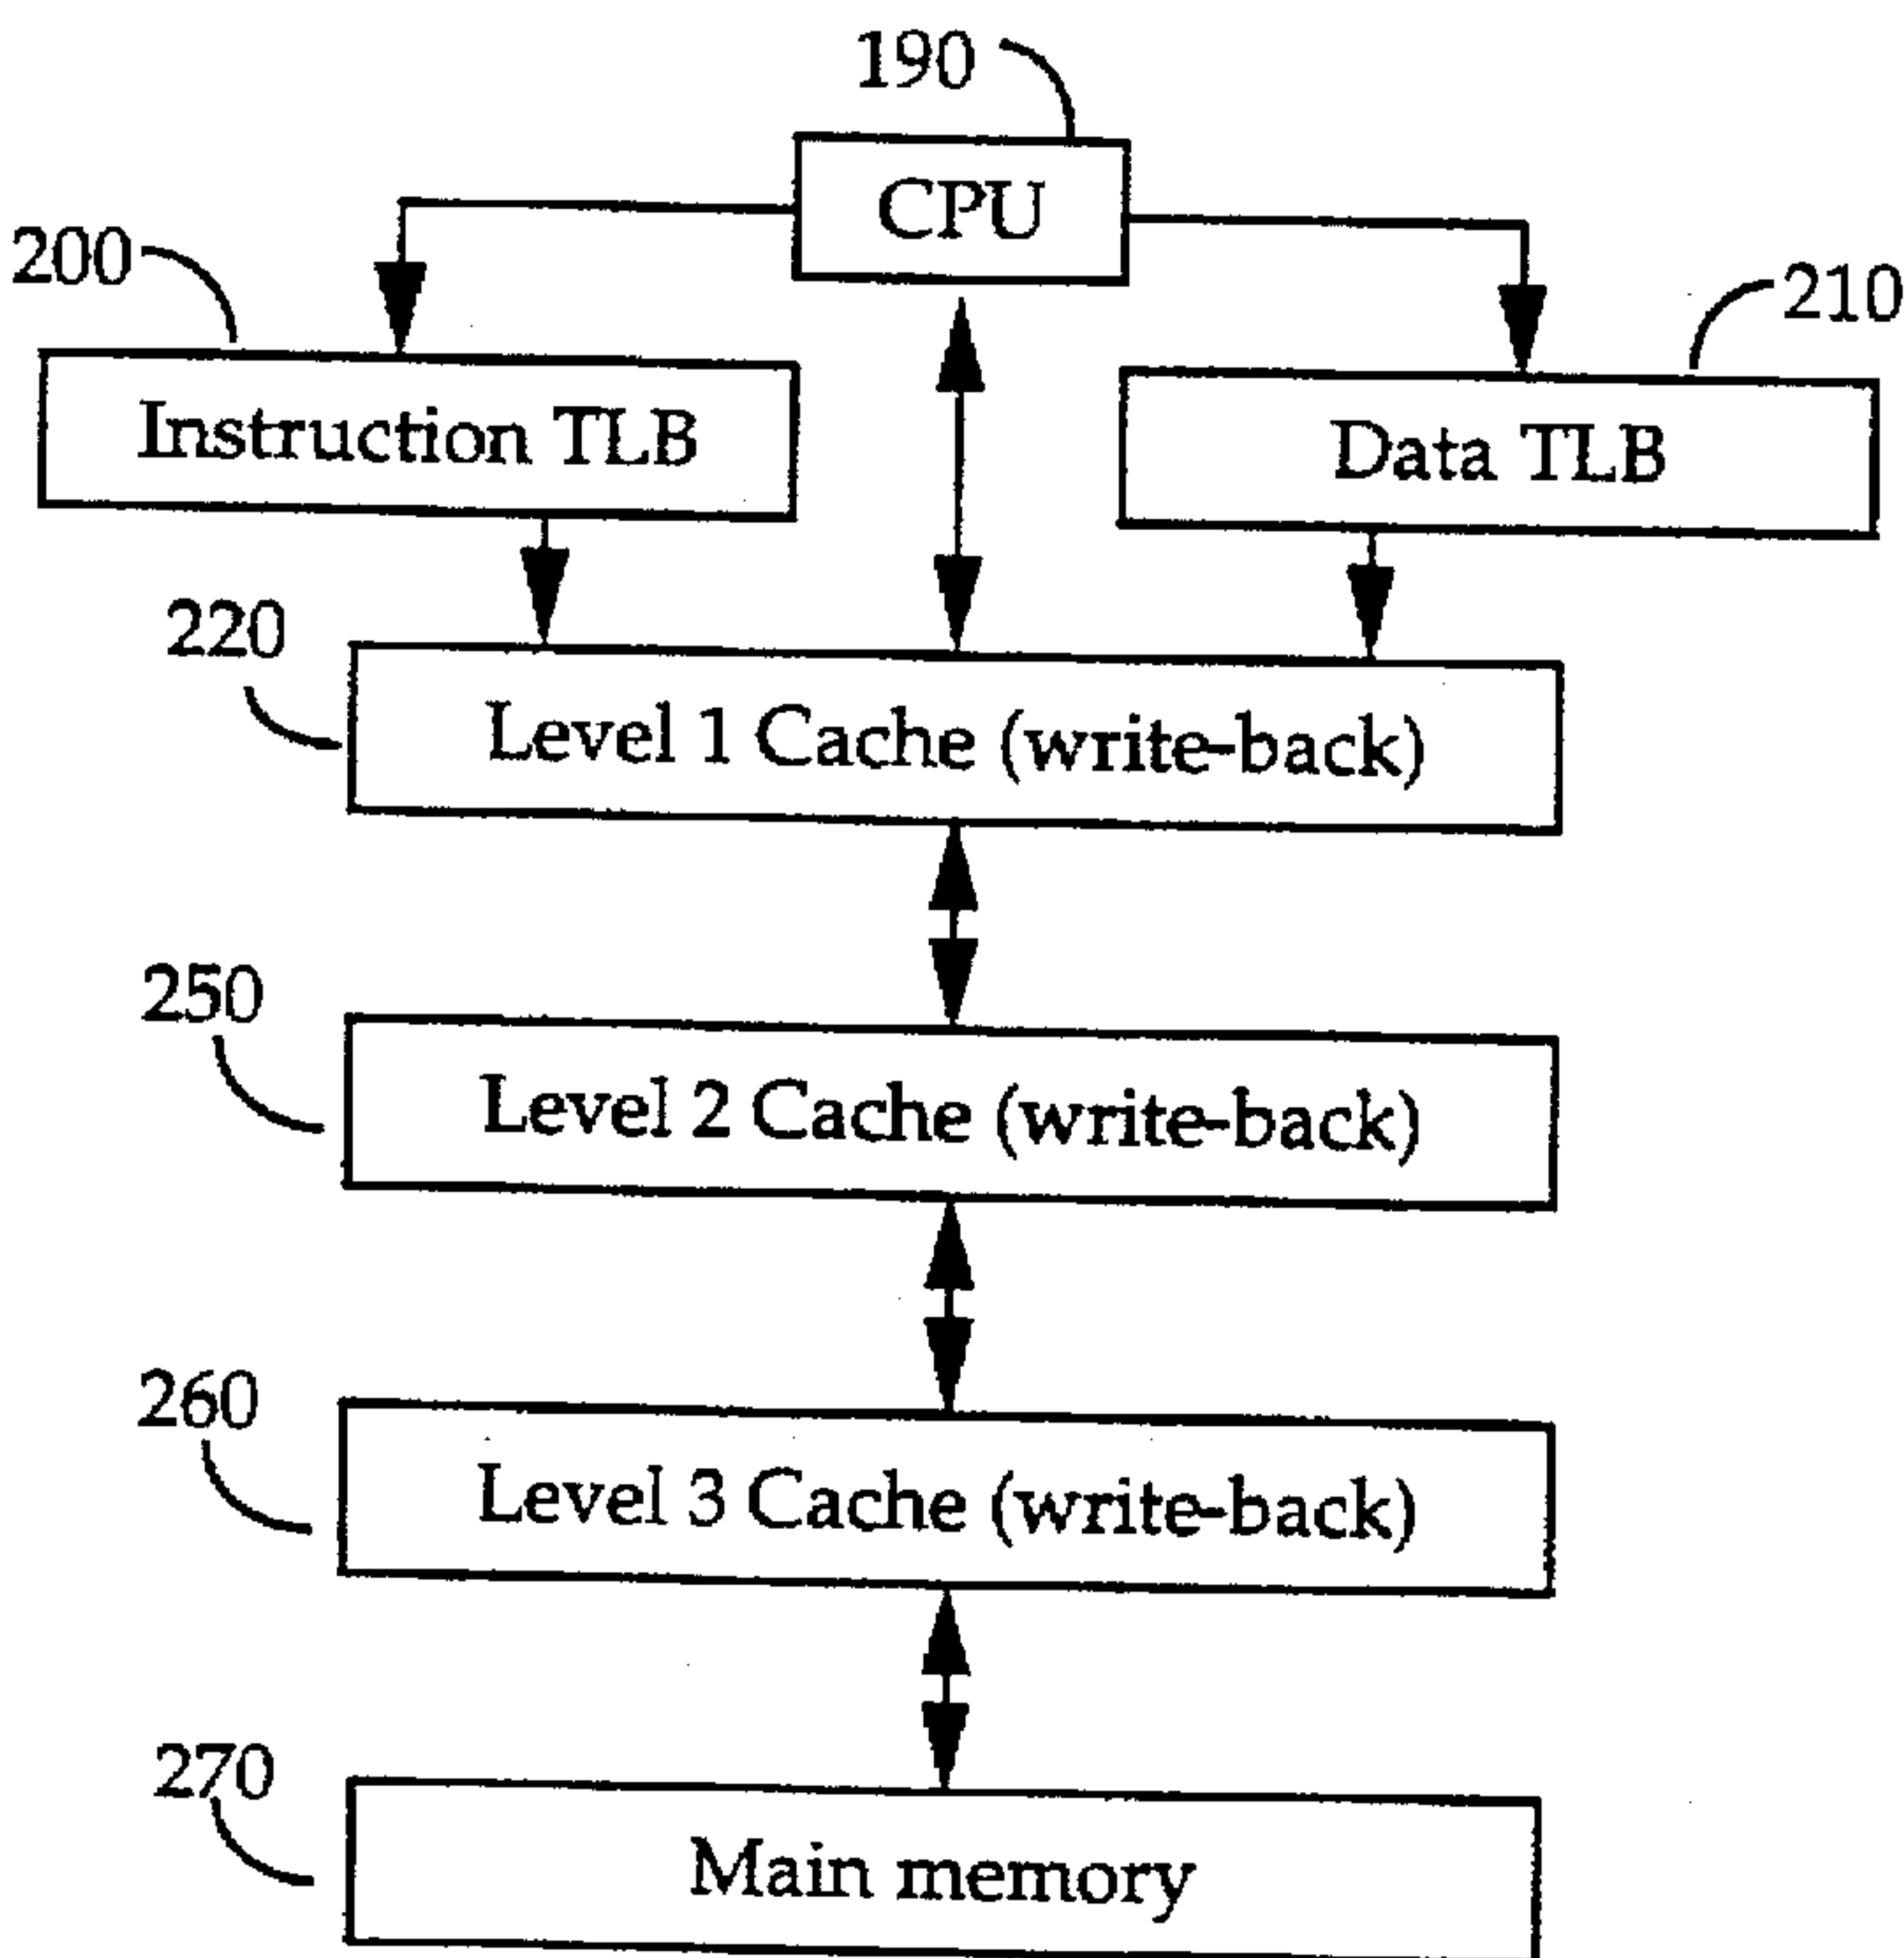 190
CPU
200
210
Instruction TLB
Data TLB
220
Level 1 Cache (write-back)
250
Level 2 Cache (write-back)
260
Level 3 Cache (write-back)
270
Main memory